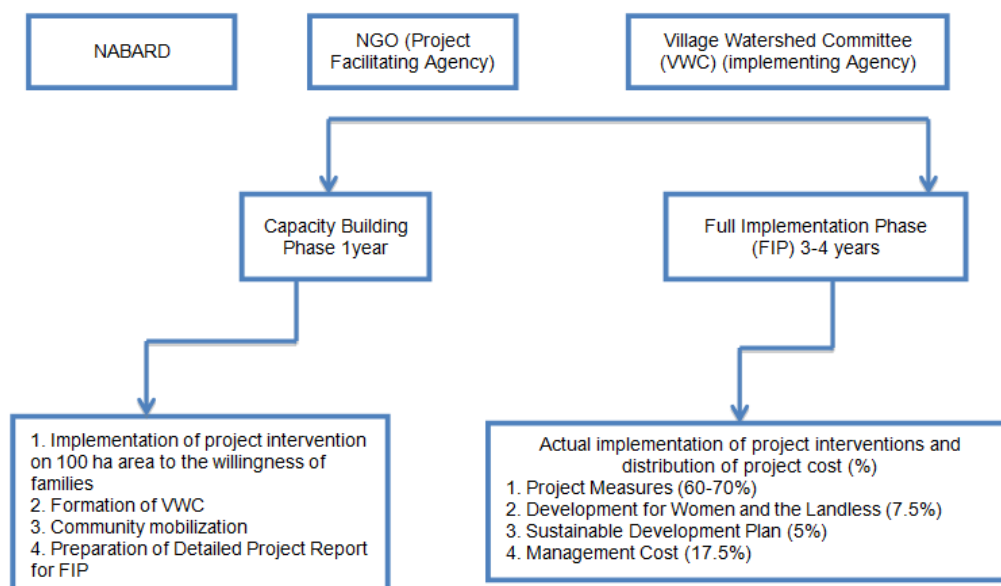 NABARD
NGO (Project
Facilitating Agency)
Village Watershed Committee
(VWC) (implementing Agency)
Capacity Building
Phase 1year
Full Implementation Phase
(FIP) 3-4 years
1. Implementation of project intervention
on 100 ha area to the willingness of
families
2. Formation of VWC
3. Community mobilization
4. Preparation of Detailed Project Report
for FIP
Actual implementation of project interventions and
distribution of project cost (%)
1. Project Measures (60-70%)
2. Development for Women and the Landless (7.5%)
3. Sustainable Development Plan (5%)
4. Management Cost (17.5%)